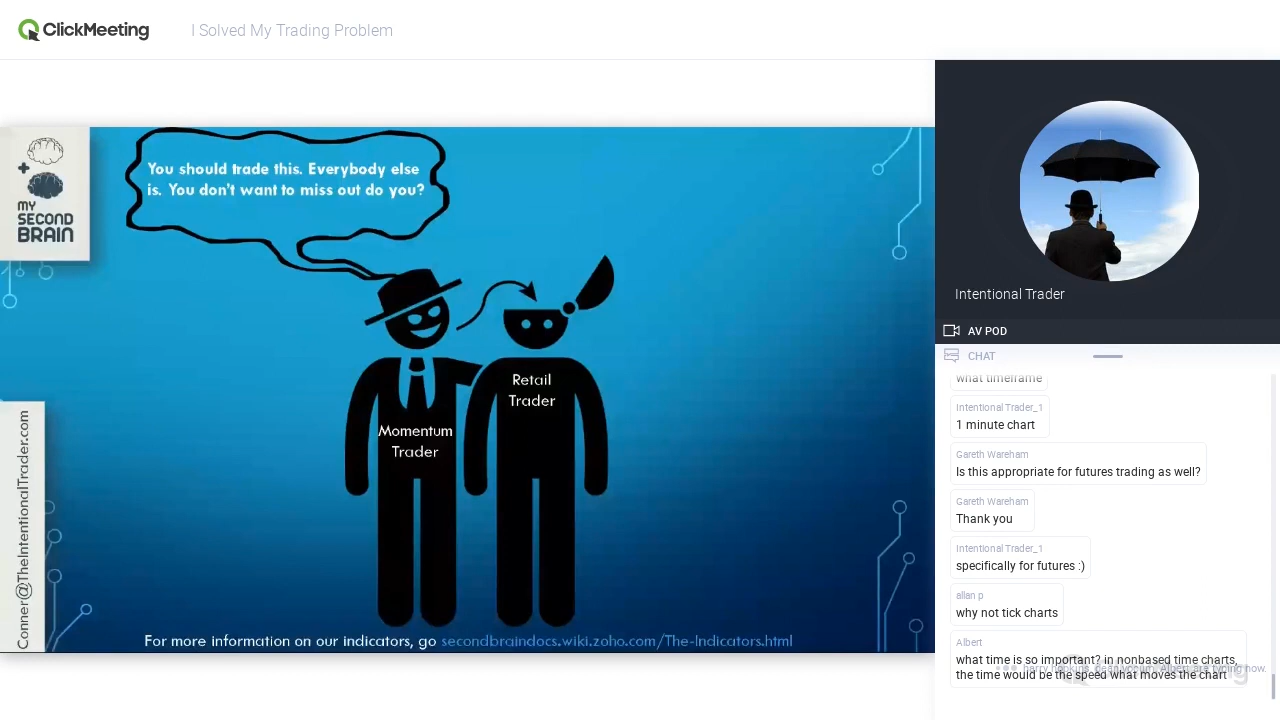 ClickMeeting
I Solved My Trading Problem
You should trade this. Everybody else
is. You don't want to miss out do you?
MY
SECOND
BRAIN
Retail
Trader
Momentum
Trader
Conner@TheIntentionalTrader.com
For more information on our indicators, go secondbraindocs.wiki.zoho.com/The-Indicators.html
Intentional Trader
AV POD
CHAT
what timeframe
Intentional Trader_1
1 minute chart
Gareth Wareham
Is this appropriate for futures trading as well?
Gareth Wareham
Thank you
Intentional Trader_1
specifically for futures :)
allan p
why not tick charts
Albert
what time is so important? in nonbased time charts,
the time would be the speed what moves the chart